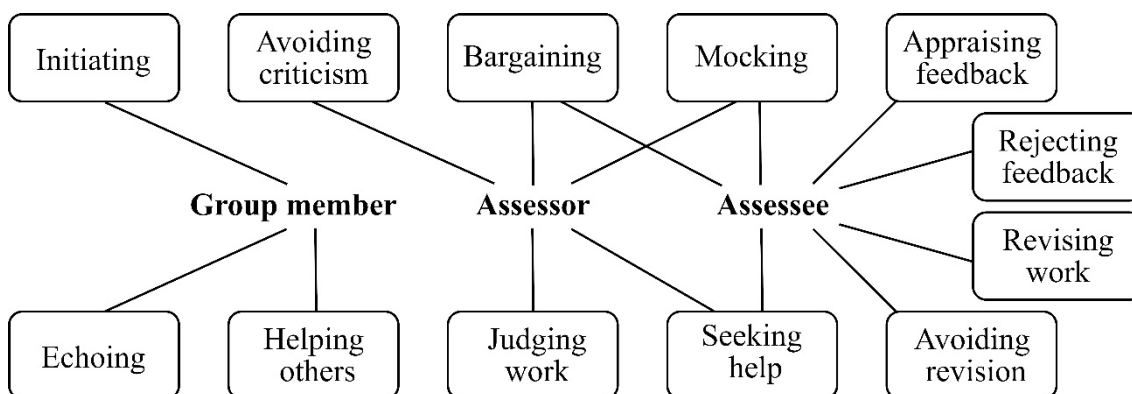 Initiating
Avoiding
criticism
Bargaining
Mocking
Appraising
feedback
Rejecting
feedback
Group member
Assessor
Assessee
Revising
work
Echoing
Helping
others
Judging
work
Seeking
help
Avoiding
revision